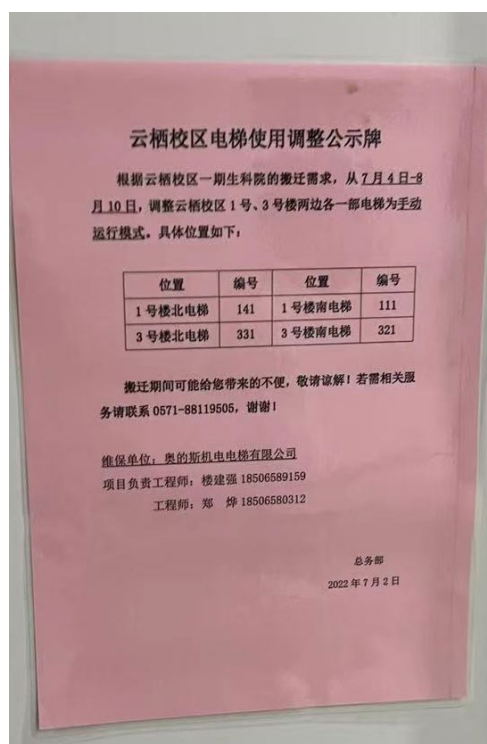 云栖校区电梯使用调整公示牌
根据云栖校区一期生科院的搬迁需求，从7月4日-8
月10日，调整云栖校区1号、3号楼两边各一部电梯为手动
运行模式。具体位置如下：
位置 编号 位置 编号
1号楼北电梯 141 1号楼南电梯 111
3号楼北电梯 331 3号楼南电梯 321
搬迁期间可能给您带来的不便，敬请谅解！若需相关服
务请联系0571-88119505，谢谢！
维保单位：奥的斯机电电梯有限公司
项目负责工程师：楼建强 18506589159
工程师：郑 烨 18506580312
总务部
2022年7月2日